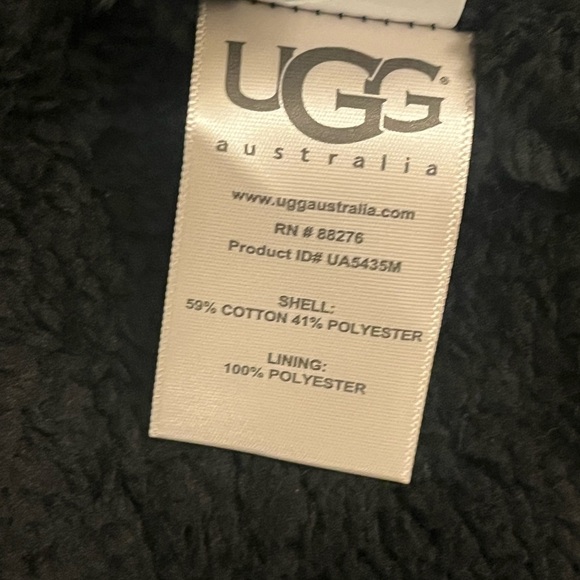 UGG®
australia
www.uggaustralia.com
RN # 88276
Product ID# UA5435M
SHELL:
59% COTTON 41% POLYESTER
LINING:
100% POLYESTER